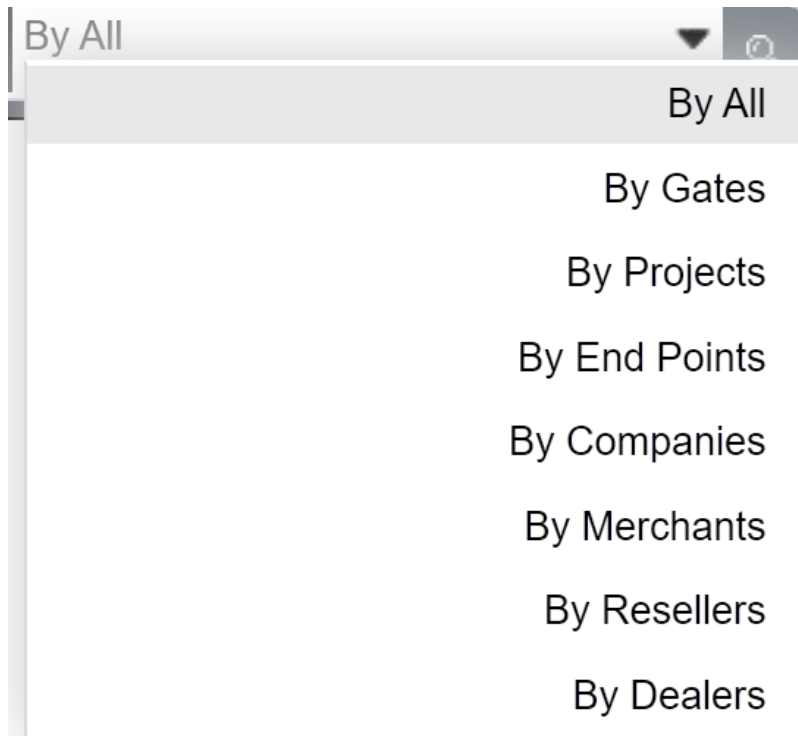 By All
By All
By Gates
By Projects
By End Points
By Companies
By Merchants
By Resellers
By Dealers